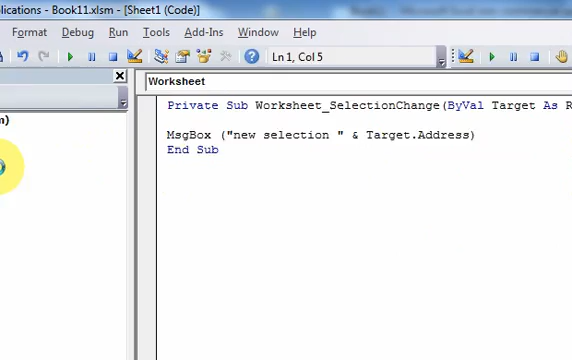 plications - Book11.xlsm - [Sheet1 (Code)]
Format Debug Run Tools Add-Ins Window Help
Ln 1, Col 5
Worksheet
Private Sub Worksheet_SelectionChange(ByVal Target As R
m)
MsgBox ("new selection " & Target.Address)
End Sub